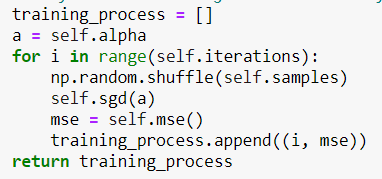 training_process = []
a = self.alpha
for i in range(self.iterations):
    np.random.shuffle(self.samples)
    self.sgd(a)
    mse = self.mse()
    training_process.append((i, mse))
return training_process